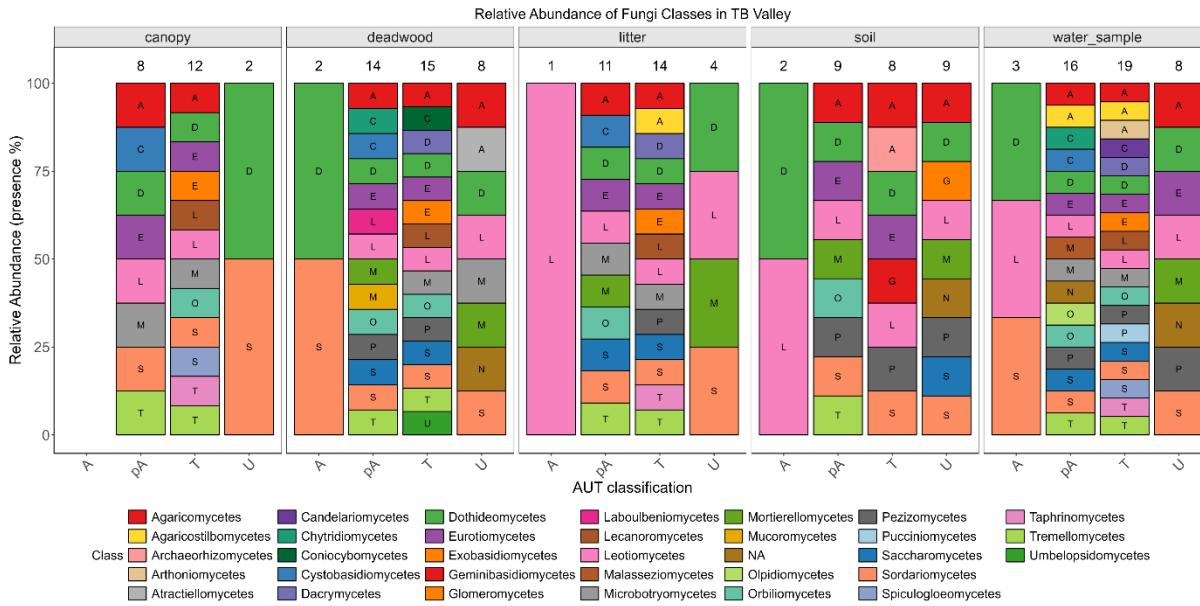 Relative Abundance of Fungi Classes in TB Valley
canopy deadwood litter soil water_sample
8 12 2 2 14 15 8 1 11 14 4 2 9 8 9 3 16 19 8
Relative Abundance (presence %)
100
75
50
25
0
A C D E L M S T
A D E E L L M O S S T T
D S
D S
A C C D E L L M M O P S S T
A C D D E E L L M O P S S T U
A A D L M M N S
L
A C D E L M M O S S T
A A D D E E L L M P S S T T
D L M S
D L
A D E L M O P S T
A A D E G L P S
A D G L M N P S S
D L S
A A C C D E L M M N O O P S S T
A A A C D D E E L L M O P P S S S T T
A D E L M N P S
A pA T U A pA T U A pA T U A pA T U A pA T U
AUT classification
Class
Agaricomycetes Candelariomycetes Dothideomycetes Laboulbeniomycetes Mortierellomycetes Pezizomycetes Taphrinomycetes
Agaricostilbomycetes Chytridiomycetes Eurotiomycetes Lecanoromycetes Mucoromycetes Pucciniomycetes Tremellomycetes
Archaeorhizomycetes Coniocybomycetes Exobasidiomycetes Leotiomycetes NA Saccharomycetes Umbelopsidomycetes
Arthoniomycetes Cystobasidiomycetes Geminibasidiomycetes Malasseziomycetes Olpidiomycetes Sordariomycetes
Atractiellomycetes Dacrymycetes Glomeromycetes Microbotryomycetes Orbiliomycetes Spiculogloeomycetes